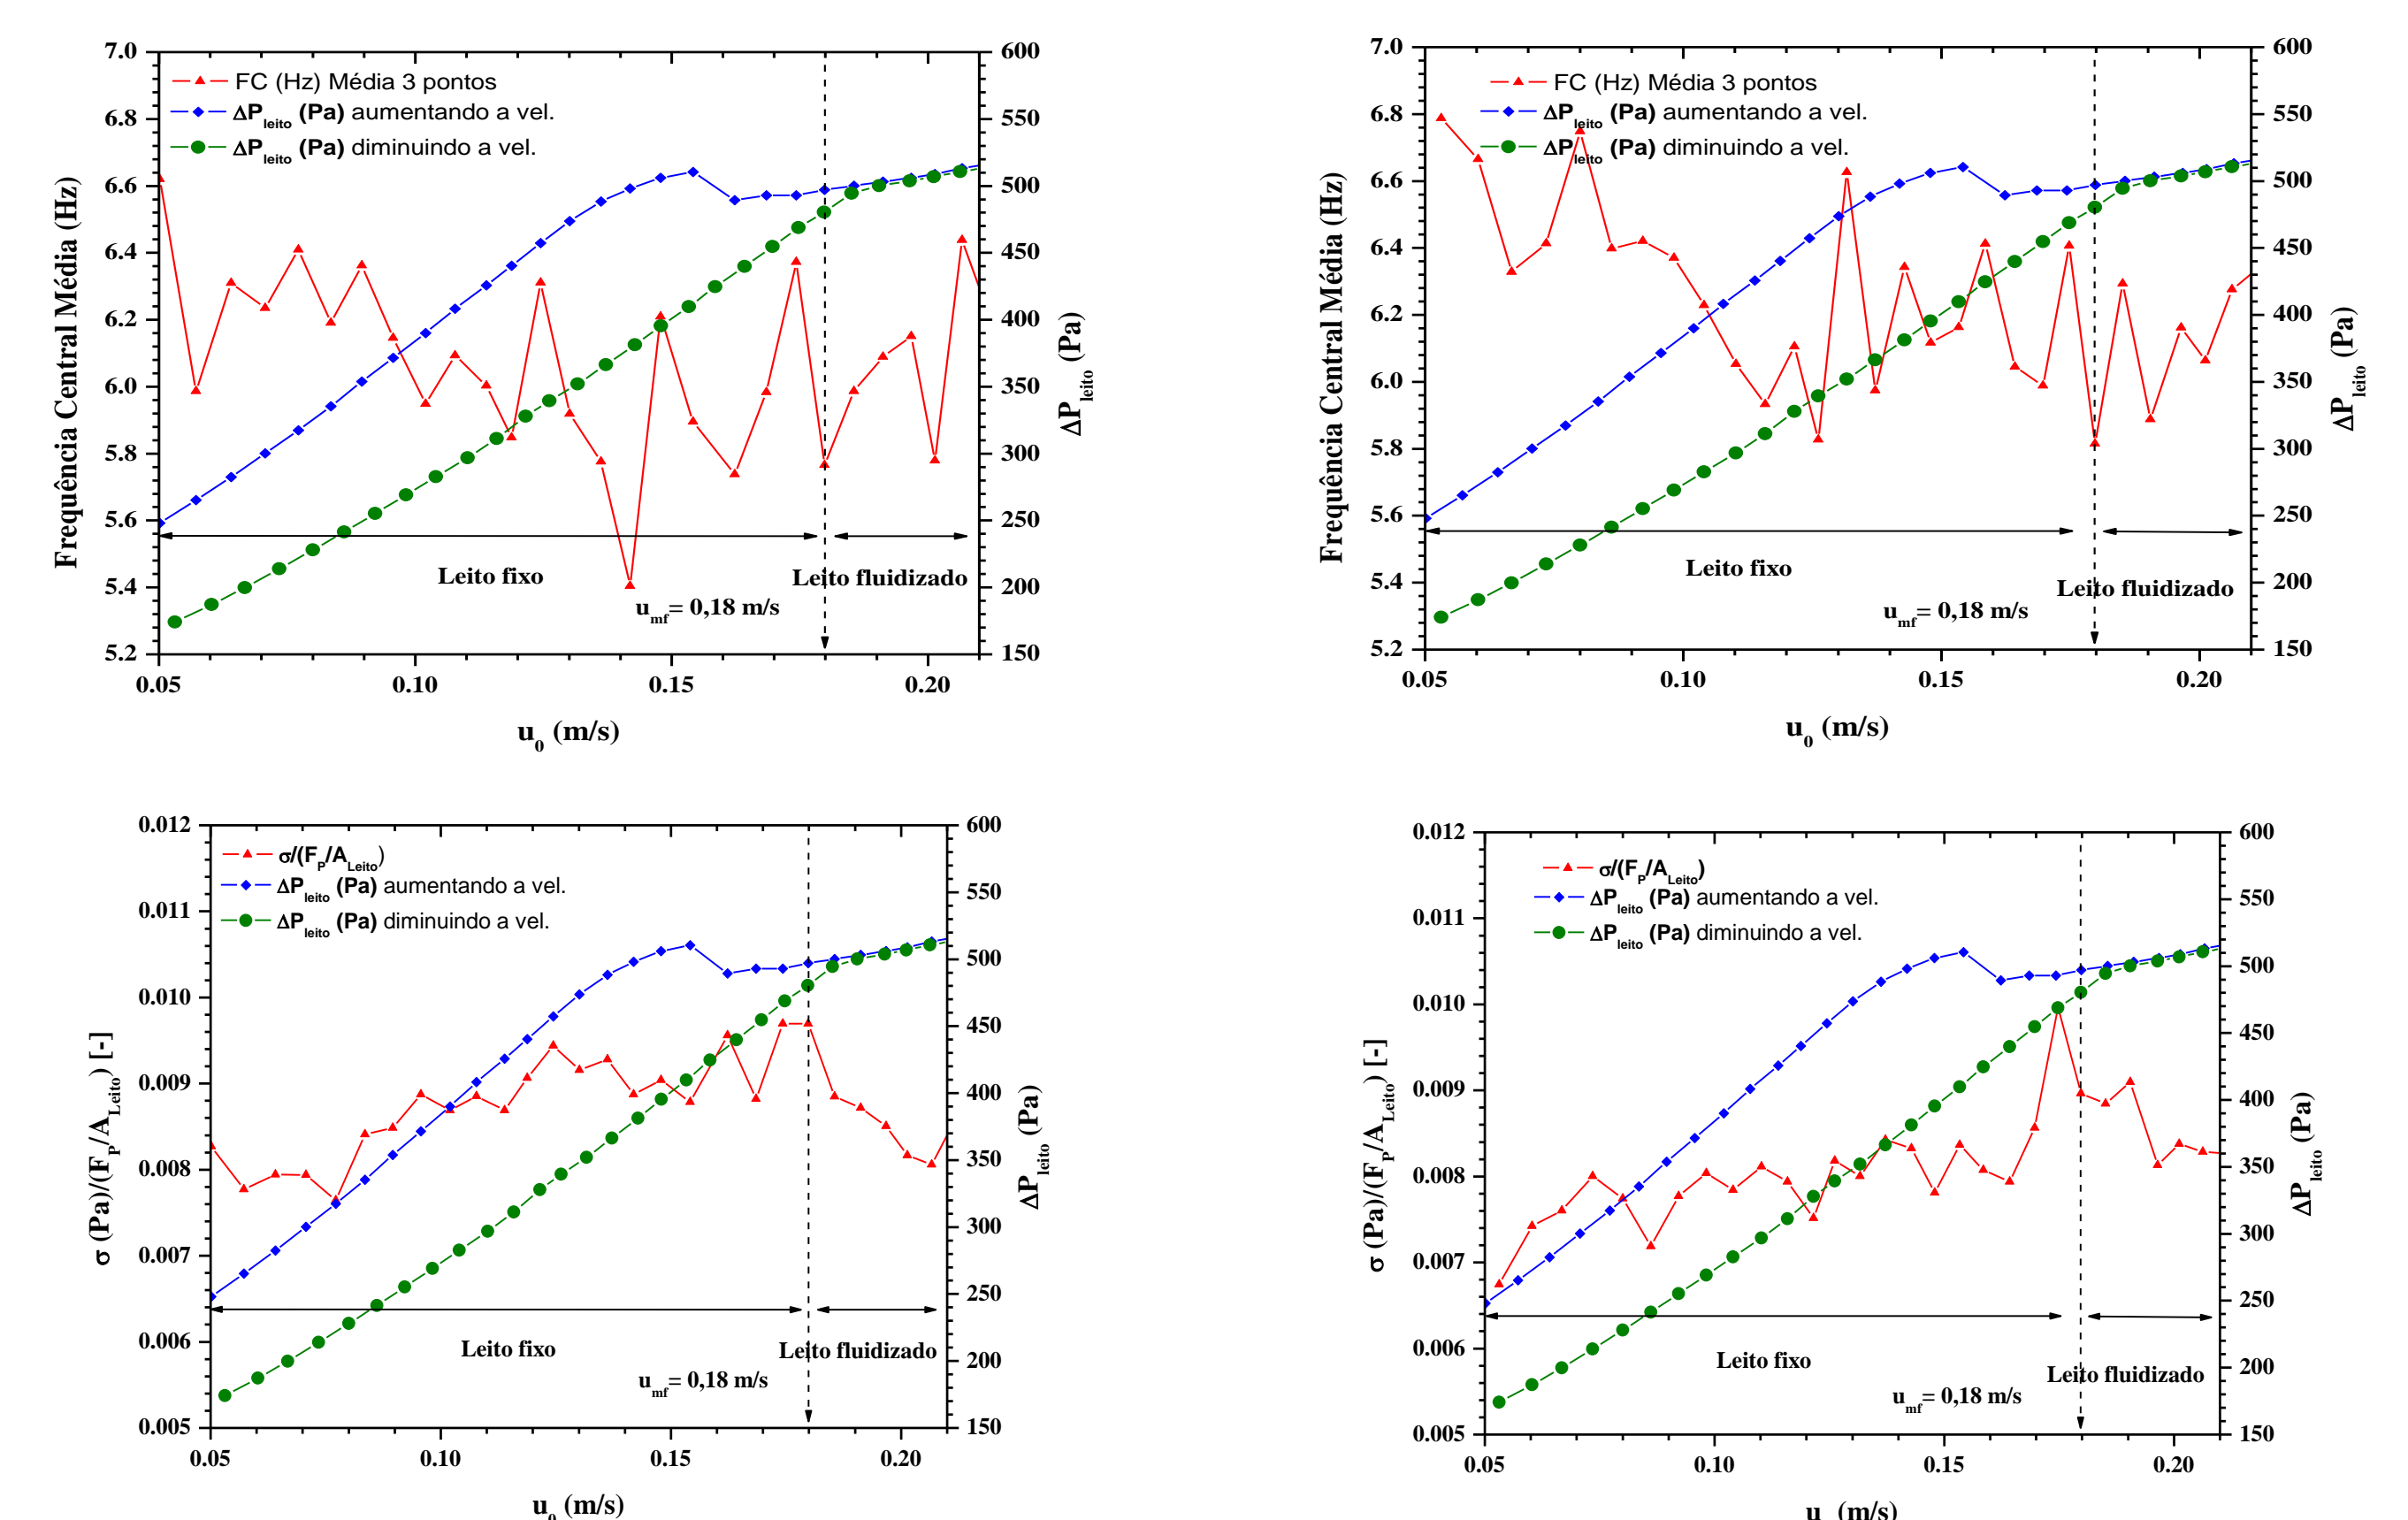 7.0
6.8
6.6
6.4
6.2
6.0
5.8
5.6
5.4
5.2
Frequência Central Média (Hz)
FC (Hz) Média 3 pontos
ΔPleito (Pa) aumentando a vel.
ΔPleito (Pa) diminuindo a vel.
Leito fixo
Leito fluidizado
umf= 0,18 m/s
600
550
500
450
400
350
300
250
200
150
ΔPleito (Pa)
0.05 0.10 0.15 0.20
u0 (m/s)
7.0
6.8
6.6
6.4
6.2
6.0
5.8
5.6
5.4
5.2
Frequência Central Média (Hz)
FC (Hz) Média 3 pontos
ΔPleito (Pa) aumentando a vel.
ΔPleito (Pa) diminuindo a vel.
Leito fixo
Leito fluidizado
umf= 0,18 m/s
600
550
500
450
400
350
300
250
200
150
ΔPleito (Pa)
0.05 0.10 0.15 0.20
u0 (m/s)
0.012
0.011
0.010
0.009
0.008
0.007
0.006
0.005
σ (Pa)/(FP/ALeito) [-]
σ/(FP/ALeito)
ΔPleito (Pa) aumentando a vel.
ΔPleito (Pa) diminuindo a vel.
Leito fixo
Leito fluidizado
umf= 0,18 m/s
600
550
500
450
400
350
300
250
200
150
ΔPleito (Pa)
0.05 0.10 0.15 0.20
u0 (m/s)
0.012
0.011
0.010
0.009
0.008
0.007
0.006
0.005
σ (Pa)/(FP/ALeito) [-]
σ/(FP/ALeito)
ΔPleito (Pa) aumentando a vel.
ΔPleito (Pa) diminuindo a vel.
Leito fixo
Leito fluidizado
umf= 0,18 m/s
600
550
500
450
400
350
300
250
200
150
ΔPleito (Pa)
0.05 0.10 0.15 0.20
u (m/s)